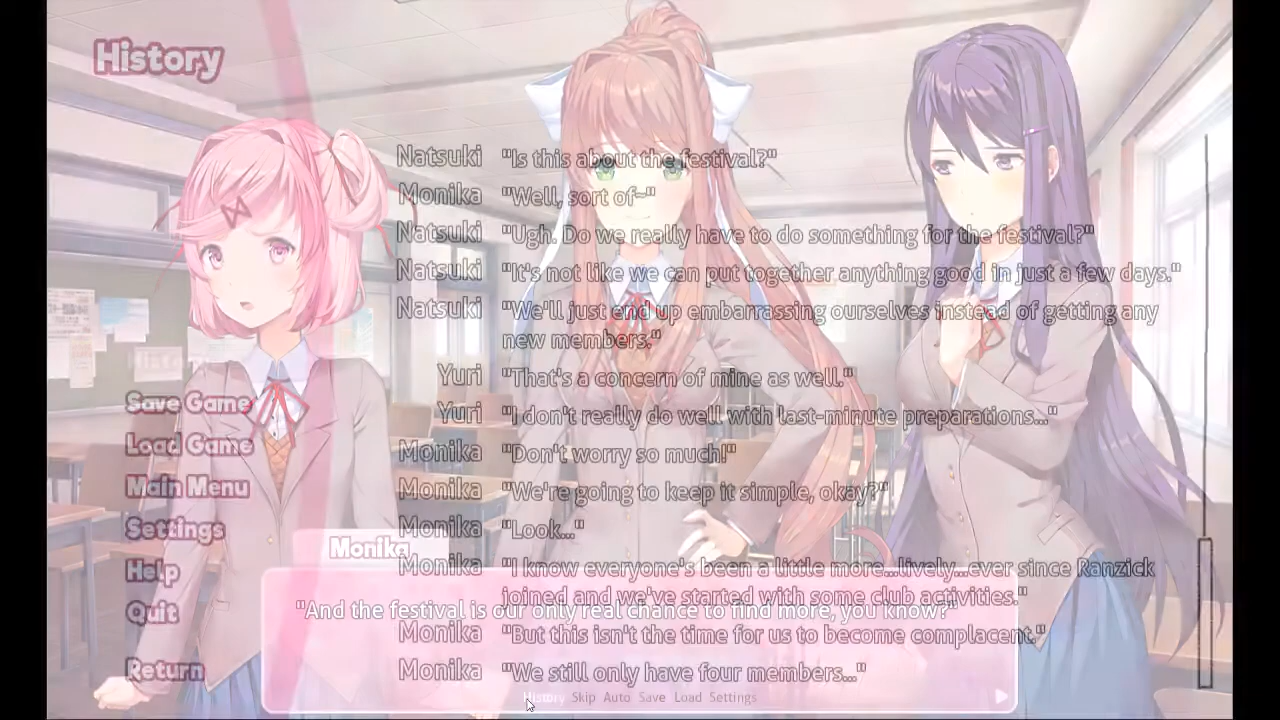 History
Natsuki "Is this about the festival?"
Monika "Well, sort of~"
Natsuki "Ugh. Do we really have to do something for the festival?"
Natsuki "It's not like we can put together anything good in just a few days."
Natsuki "We'll just end up embarrassing ourselves instead of getting any
new members."
Yuri "That's a concern of mine as well."
Yuri "I don't really do well with last-minute preparations..."
Monika "Don't worry so much!"
Monika "We're going to keep it simple, okay?"
Monika "Look..."
Monika "I know everyone's been a little more...lively...ever since Ranzick
joined and we've started with some club activities."
Monika "But this isn't the time for us to become complacent."
Monika "We still only have four members..."
Save Game
Load Game
Main Menu
Settings
Help
Quit
Return
Monika
"And the festival is our only real chance to find more, you know?"
History Skip Auto Save Load Settings